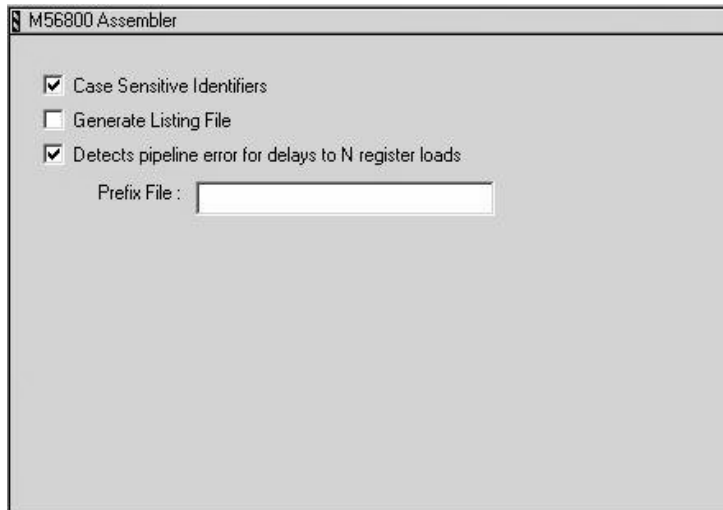 M56800 Assembler
Case Sensitive Identifiers
Generate Listing File
Detects pipeline error for delays to N register loads
Prefix File :